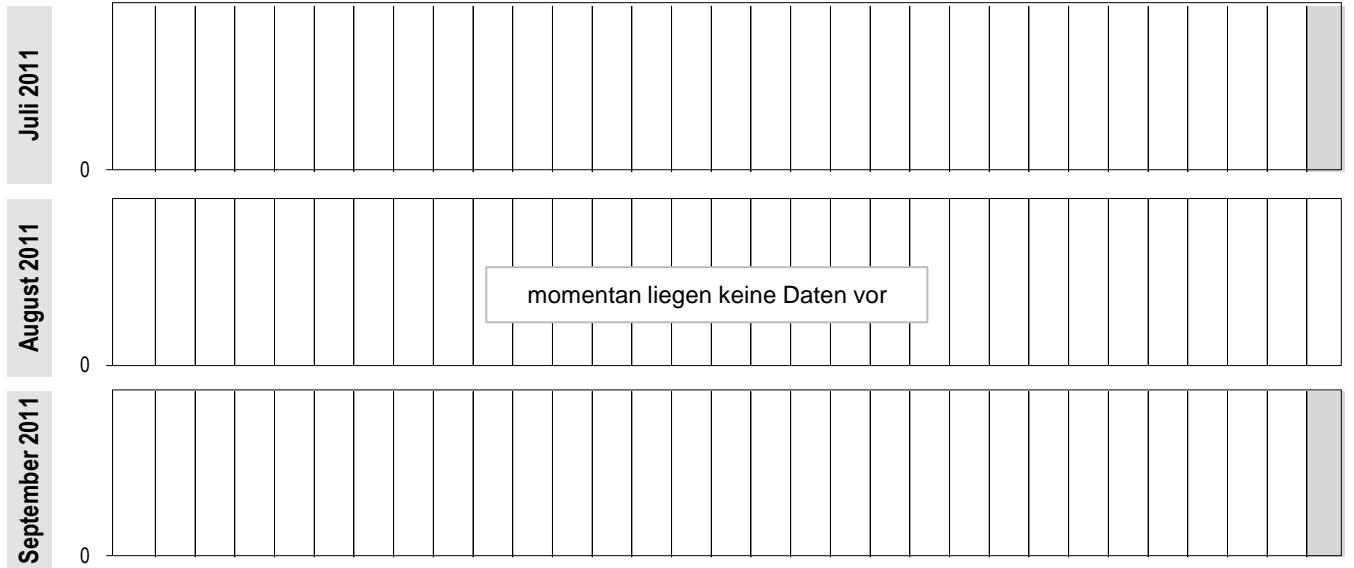 Juli 2011
0
August 2011
momentan liegen keine Daten vor
0
September 2011
0